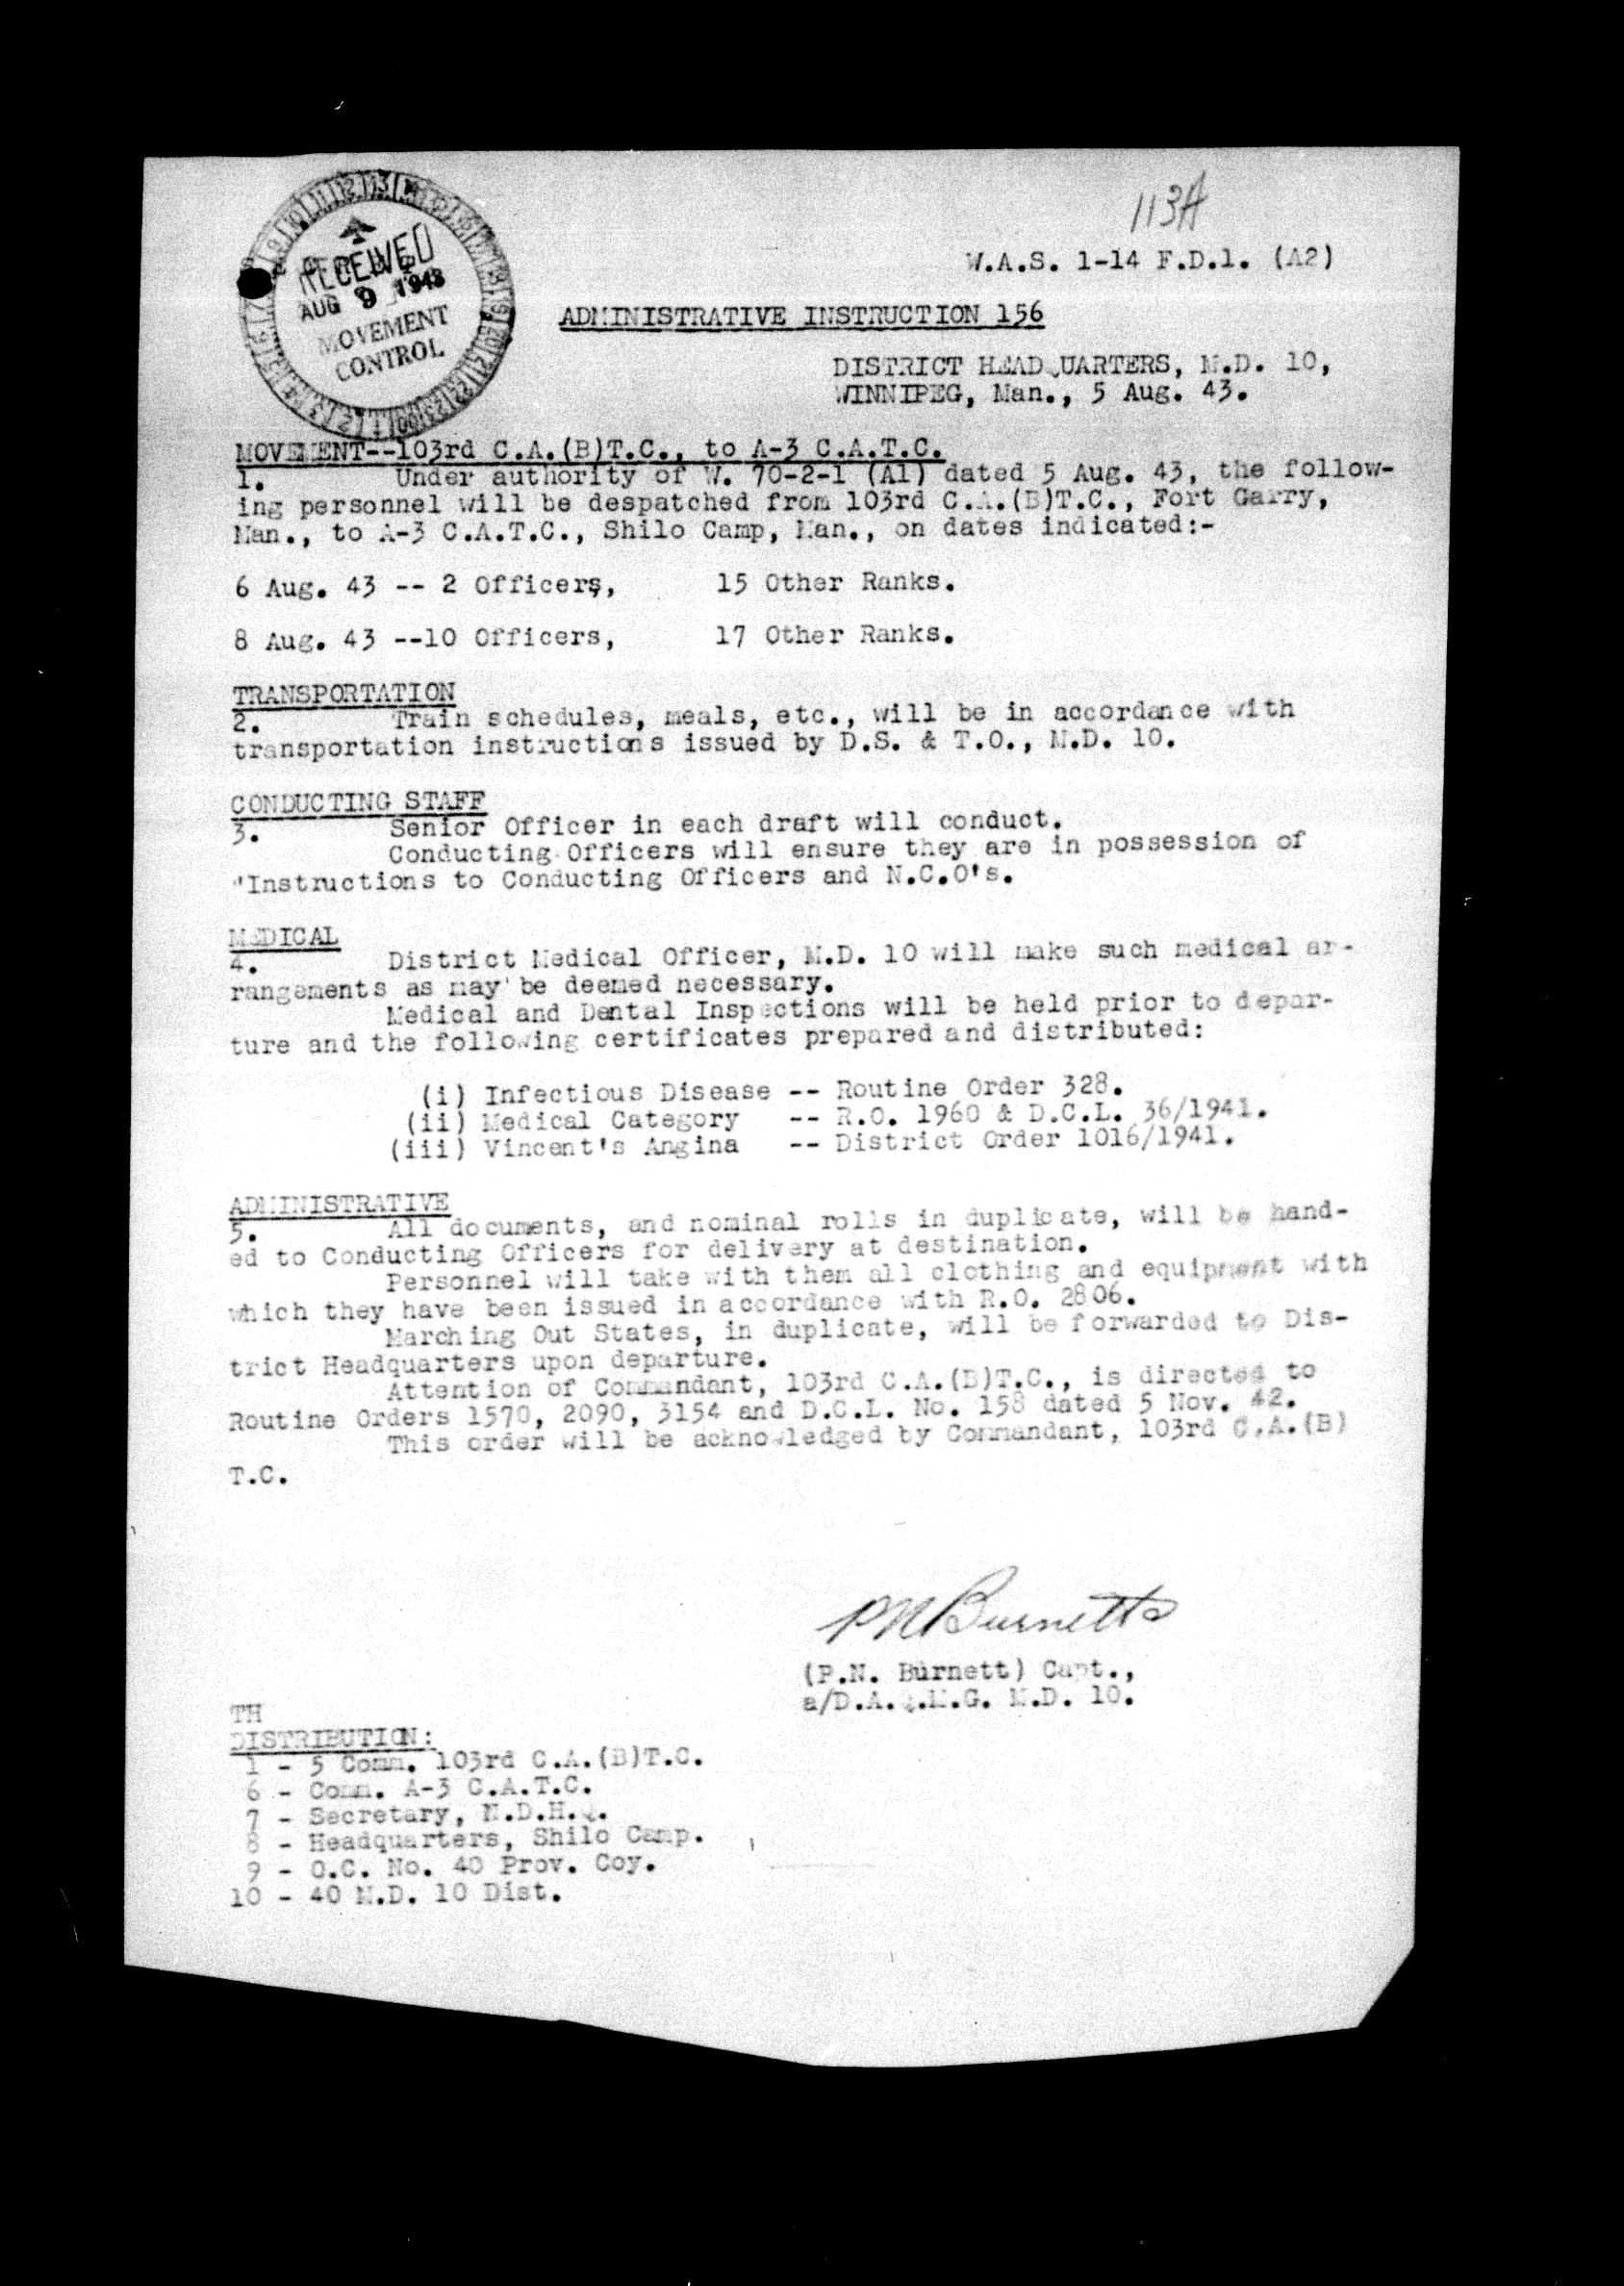 113A
W.A.S. 1-14 F.D.1. (A2)
RECEIVED
AUG 9 1943
MOVEMENT
CONTROL
ADMINISTRATIVE INSTRUCTION 156
DISTRICT HEADQUARTERS, M.D. 10,
WINNIPEG, Man., 5 Aug. 43.
MOVEMENT--103rd C.A.(B)T.C., to A-3 C.A.T.C.
1. Under authority of W. 70-2-1 (A1) dated 5 Aug. 43, the follow-
ing personnel will be despatched from 103rd C.A.(B)T.C., Fort Garry,
Man., to A-3 C.A.T.C., Shilo Camp, Man., on dates indicated:-
6 Aug. 43 -- 2 Officers, 15 Other Ranks.
8 Aug. 43 --10 Officers, 17 Other Ranks.
TRANSPORTATION
2. Train schedules, meals, etc., will be in accordance with
transportation instructions issued by D.S. & T.O., M.D. 10.
CONDUCTING STAFF
3. Senior Officer in each draft will conduct.
Conducting Officers will ensure they are in possession of
"Instructions to Conducting Officers and N.C.O's.
MEDICAL
4. District Medical Officer, M.D. 10 will make such medical ar-
rangements as may be deemed necessary.
Medical and Dental Inspections will be held prior to depar-
ture and the following certificates prepared and distributed:
(i) Infectious Disease -- Routine Order 328.
(ii) Medical Category -- R.O. 1960 & D.C.L. 36/1941.
(iii) Vincent's Angina -- District Order 1016/1941.
ADMINISTRATIVE
5. All documents, and nominal rolls in duplicate, will be hand-
ed to Conducting Officers for delivery at destination.
Personnel will take with them all clothing and equipment with
which they have been issued in accordance with R.O. 2806.
Marching Out States, in duplicate, will be forwarded to Dis-
trict Headquarters upon departure.
Attention of Commandant, 103rd C.A.(B)T.C., is directed to
Routine Orders 1570, 2090, 3154 and D.C.L. No. 158 dated 5 Nov. 42.
This order will be acknowledged by Commandant, 103rd C.A.(B)
T.C.
PN Burnett
(P.N. Burnett) Capt.,
a/D.A.Q.M.G. M.D. 10.
TH
DISTRIBUTION:
1 - 5 Comm. 103rd C.A.(B)T.C.
6 - Comm. A-3 C.A.T.C.
7 - Secretary, N.D.H.Q.
8 - Headquarters, Shilo Camp.
9 - O.C. No. 40 Prov. Coy.
10 - 40 M.D. 10 Dist.